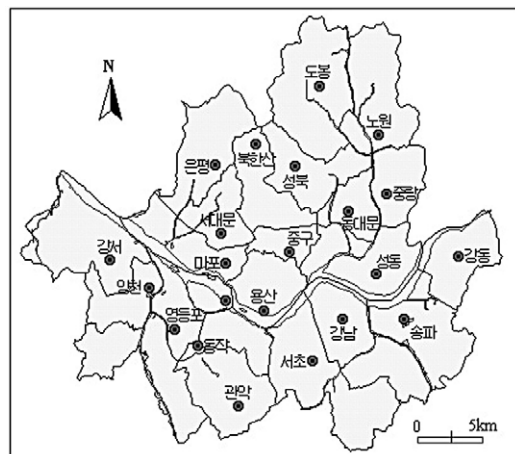 도봉
N
노원
북한산
은평
성북
중랑
동대문
서대문
중구
강서
마포
성동
강동
양천
용산
영등포
강남
송파
동작
서초
관악
0 5km